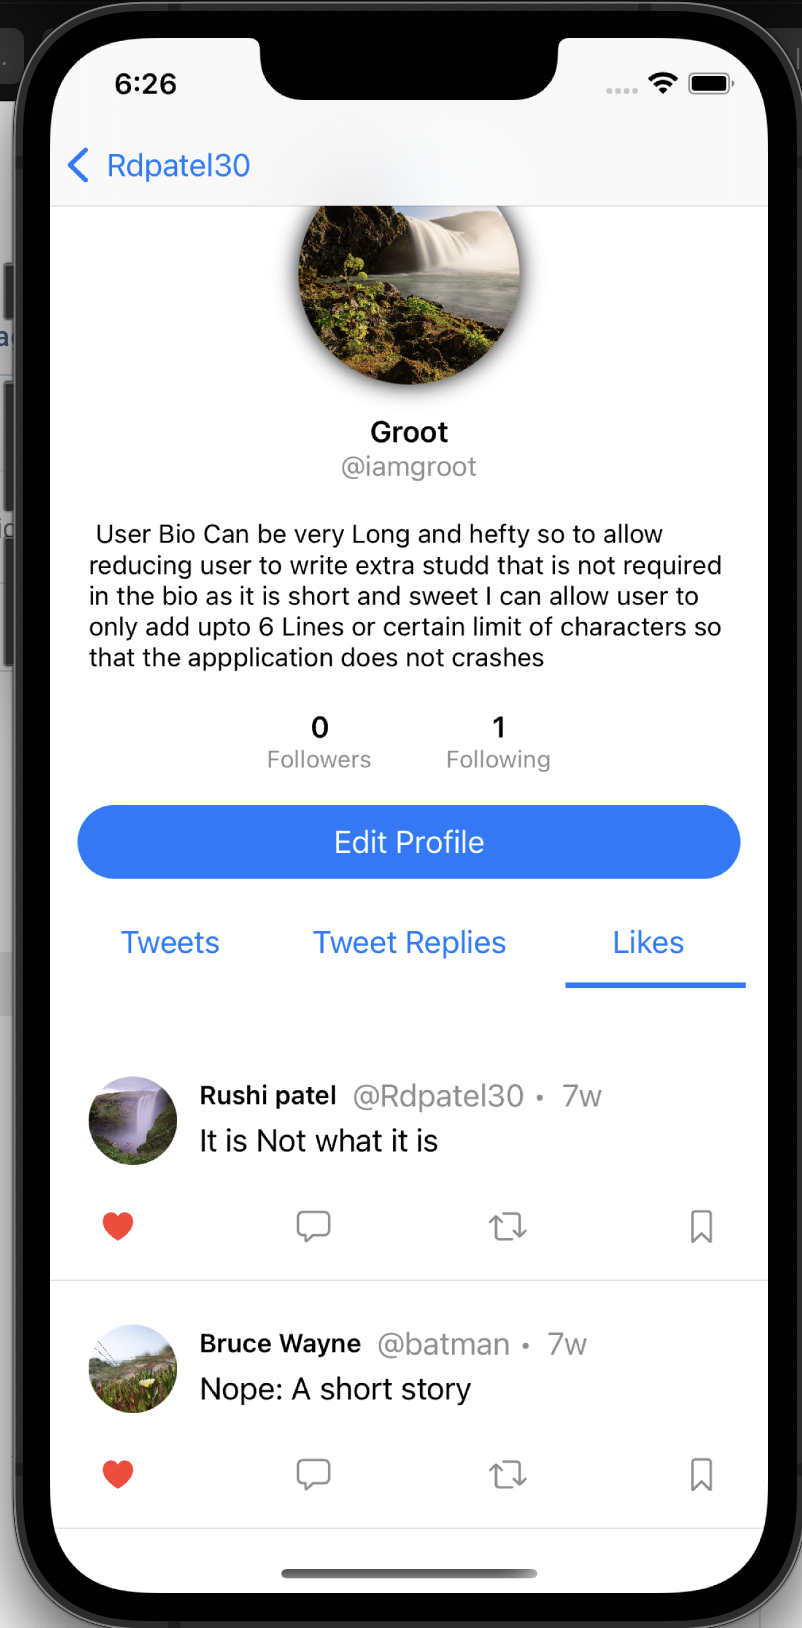 6:26
Rdpatel30
Groot
@iamgroot
User Bio Can be very Long and hefty so to allow
reducing user to write extra studd that is not required
in the bio as it is short and sweet I can allow user to
only add upto 6 Lines or certain limit of characters so
that the appplication does not crashes
0 1
Followers Following
Edit Profile
Tweets Tweet Replies Likes
Rushi patel @Rdpatel30 • 7w
It is Not what it is
Bruce Wayne @batman • 7w
Nope: A short story